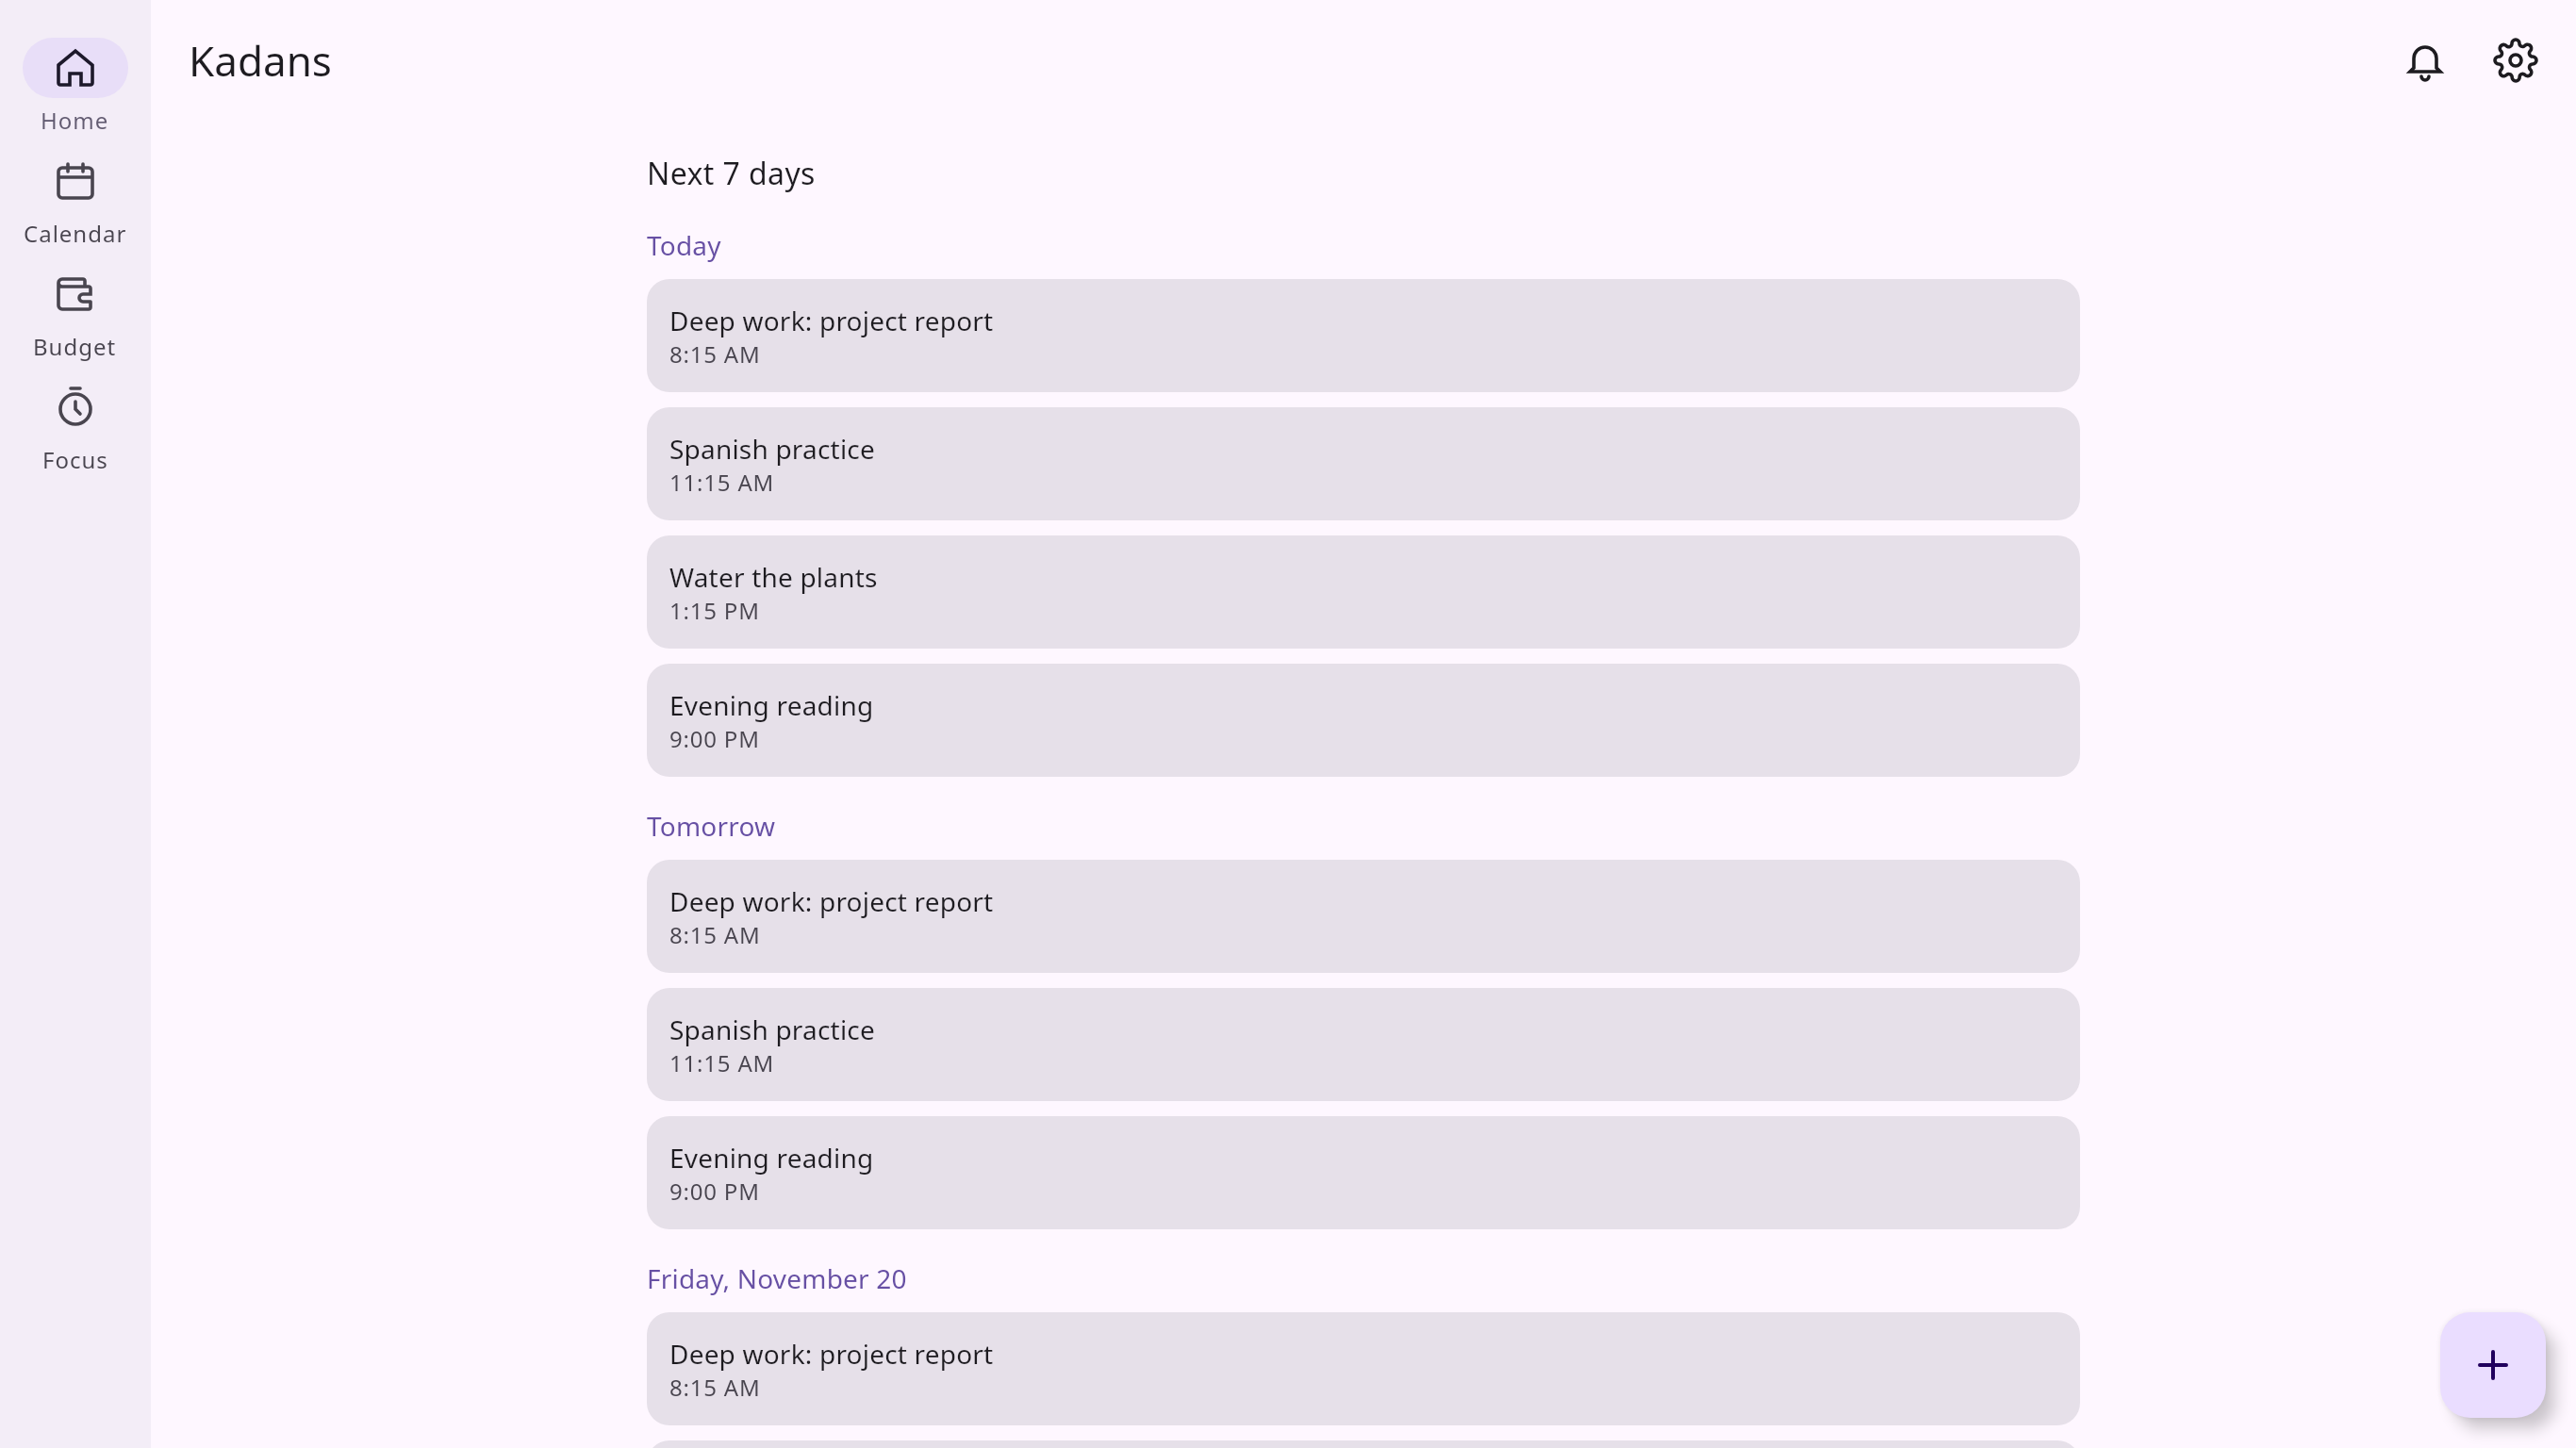 Kadans
Home
Calendar
Budget
Focus
Next 7 days
Today
Deep work: project report
8:15 AM
Spanish practice
11:15 AM
Water the plants
1:15 PM
Evening reading
9:00 PM
Tomorrow
Deep work: project report
8:15 AM
Spanish practice
11:15 AM
Evening reading
9:00 PM
Friday, November 20
Deep work: project report
8:15 AM